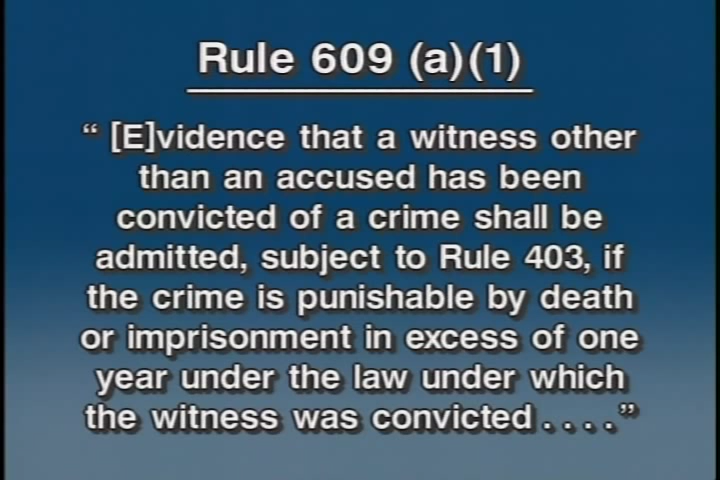 Rule 609 (a)(1)
“ [E]vidence that a witness other
than an accused has been
convicted of a crime shall be
admitted, subject to Rule 403, if
the crime is punishable by death
or imprisonment in excess of one
year under the law under which
the witness was convicted . . . .”